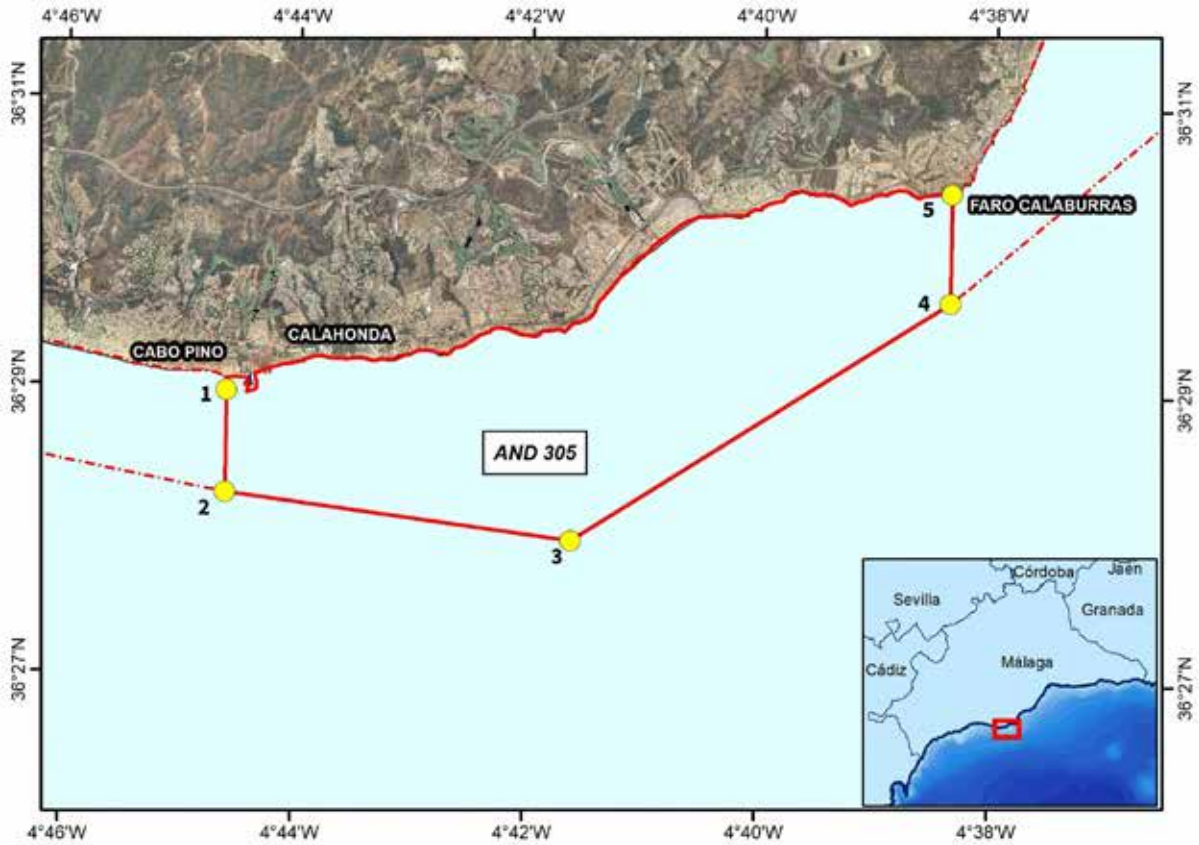 4°46'W 4°44'W 4°42'W 4°40'W 4°38'W
36°31'N
36°31'N
5
FARO CALABURRAS
4
CALAHONDA
CABO PINO
36°29'N
1
36°29'N
AND 305
2
3
Córdoba
Jaén
Sevilla
Granada
Málaga
Cádiz
36°27'N
36°27'N
4°46'W 4°44'W 4°42'W 4°40'W 4°38'W